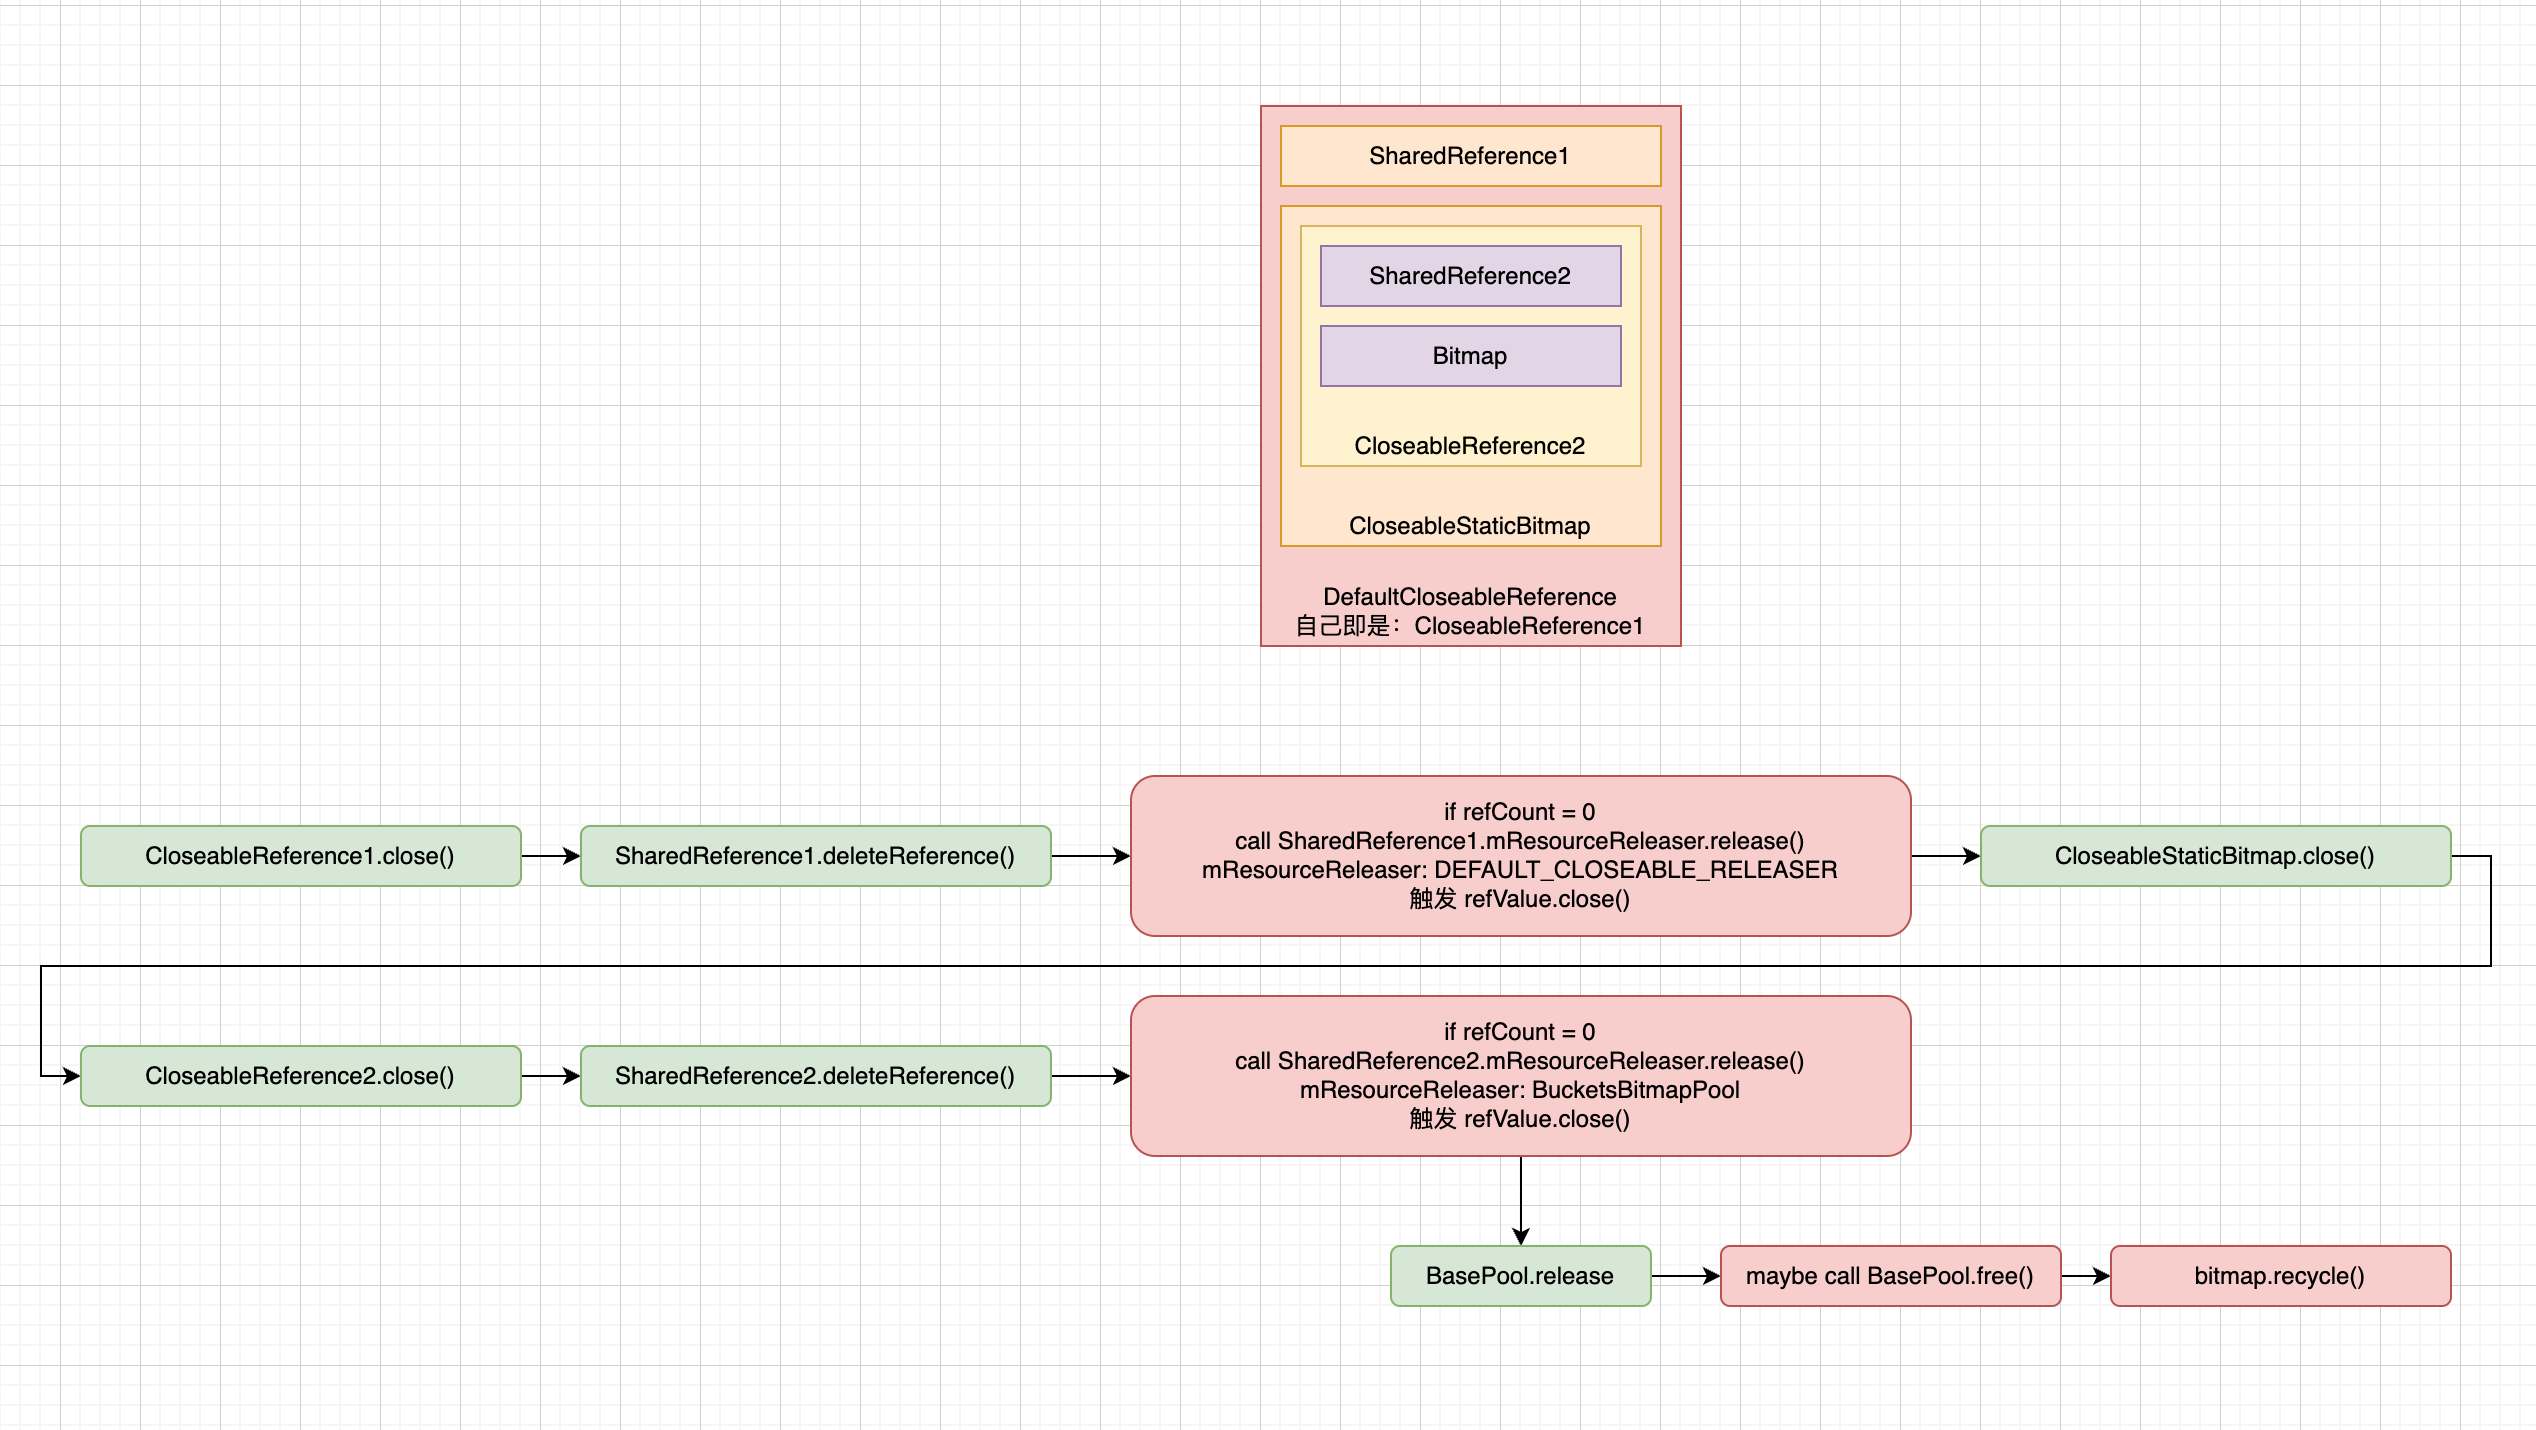 SharedReference1
SharedReference2
Bitmap
CloseableReference2
CloseableStaticBitmap
DefaultCloseableReference
自己即是：CloseableReference1
CloseableReference1.close()
SharedReference1.deleteReference()
if refCount = 0
call SharedReference1.mResourceReleaser.release()
mResourceReleaser: DEFAULT_CLOSEABLE_RELEASER
触发 refValue.close()
CloseableStaticBitmap.close()
CloseableReference2.close()
SharedReference2.deleteReference()
if refCount = 0
call SharedReference2.mResourceReleaser.release()
mResourceReleaser: BucketsBitmapPool
触发 refValue.close()
BasePool.release
maybe call BasePool.free()
bitmap.recycle()